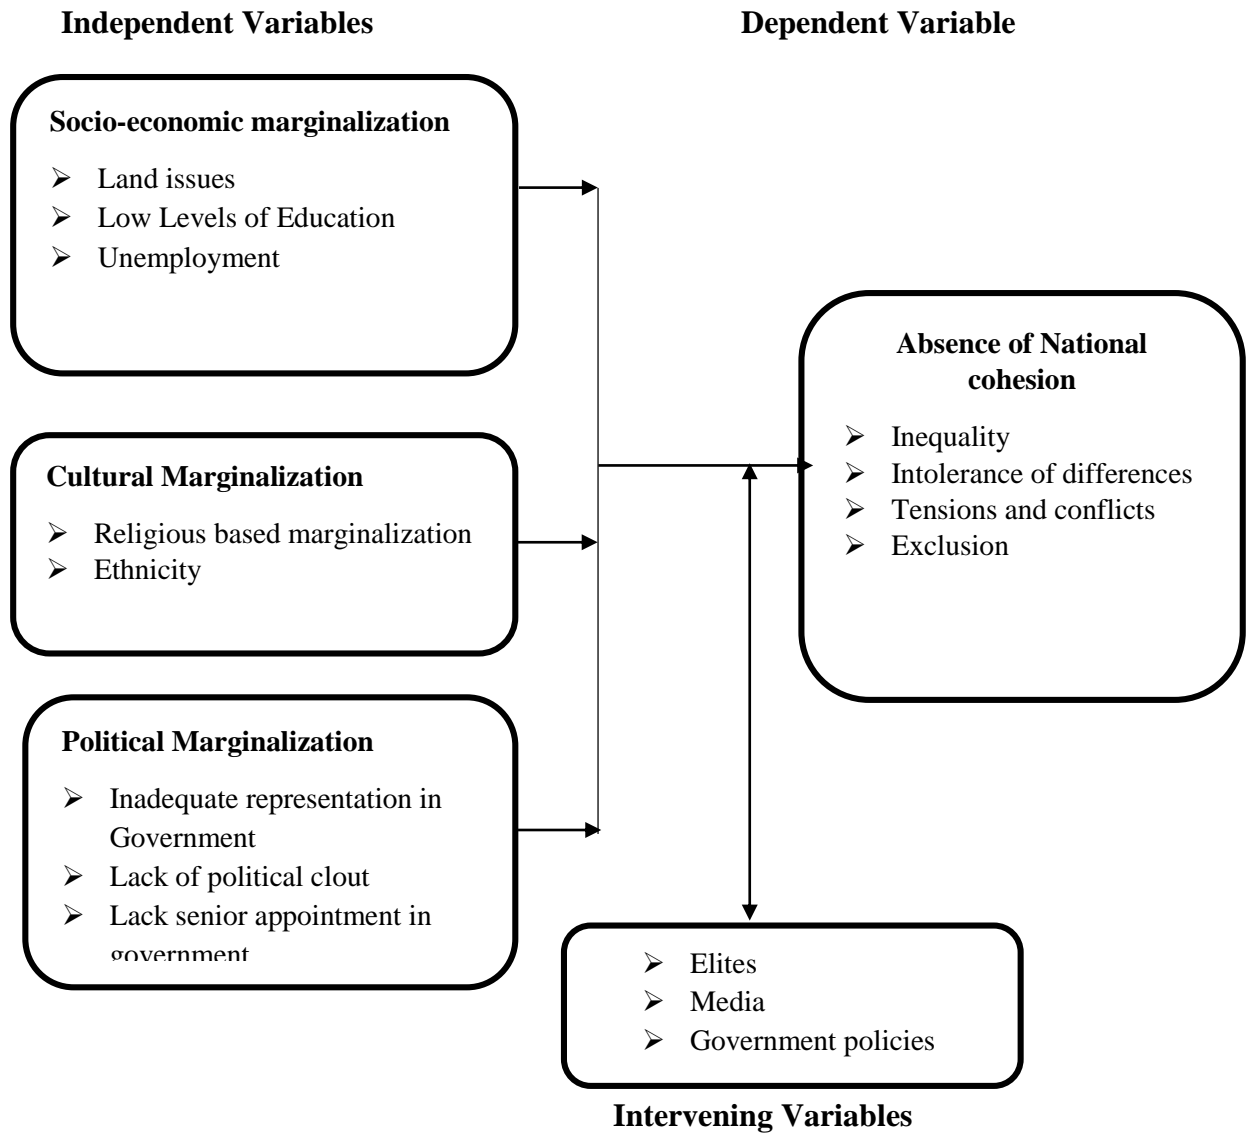 Independent Variables
Dependent Variable
Socio-economic marginalization
➢ Land issues
➢ Low Levels of Education
➢ Unemployment
Cultural Marginalization
➢ Religious based marginalization
➢ Ethnicity
Political Marginalization
➢ Inadequate representation in
Government
➢ Lack of political clout
➢ Lack senior appointment in
government
Absence of National
cohesion
➢ Inequality
➢ Intolerance of differences
➢ Tensions and conflicts
➢ Exclusion
➢ Elites
➢ Media
➢ Government policies
Intervening Variables